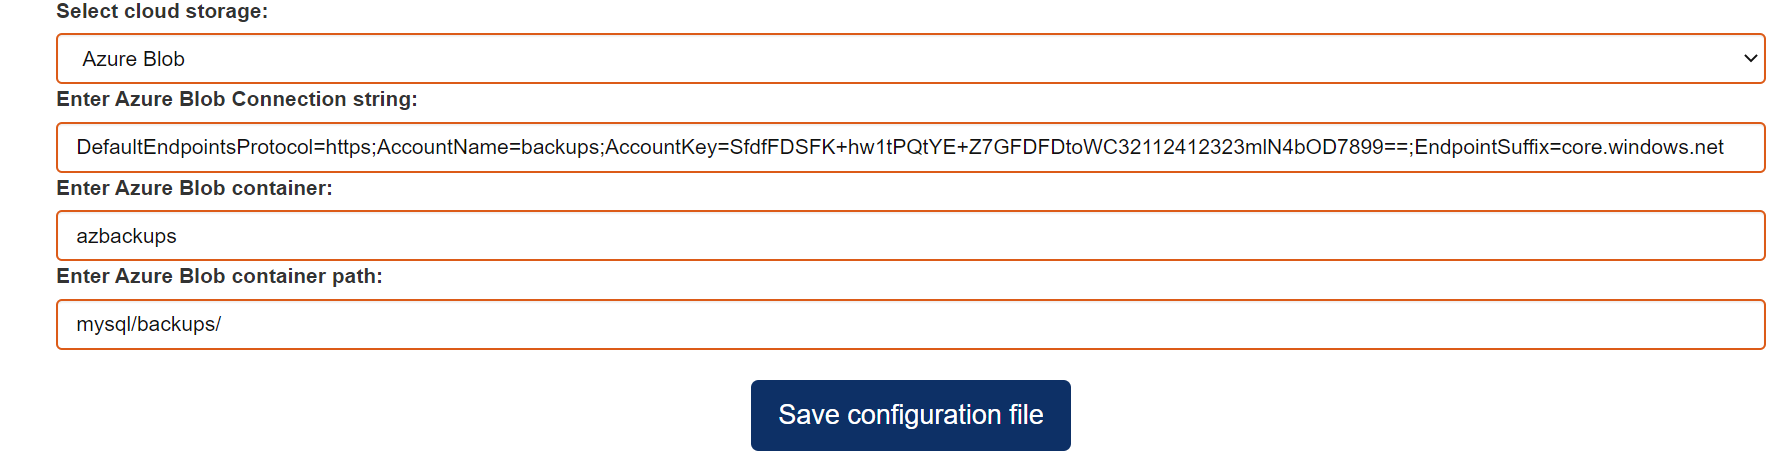 Select cloud storage:
Azure Blob
Enter Azure Blob Connection string:
DefaultEndpointsProtocol=https;AccountName=backups;AccountKey=SfdfFDSFK+hw1tPQtYE+Z7GFDFDtoWC32112412323mlN4bOD7899==;EndpointSuffix=core.windows.net
Enter Azure Blob container:
azbackups
Enter Azure Blob container path:
mysql/backups/
Save configuration file